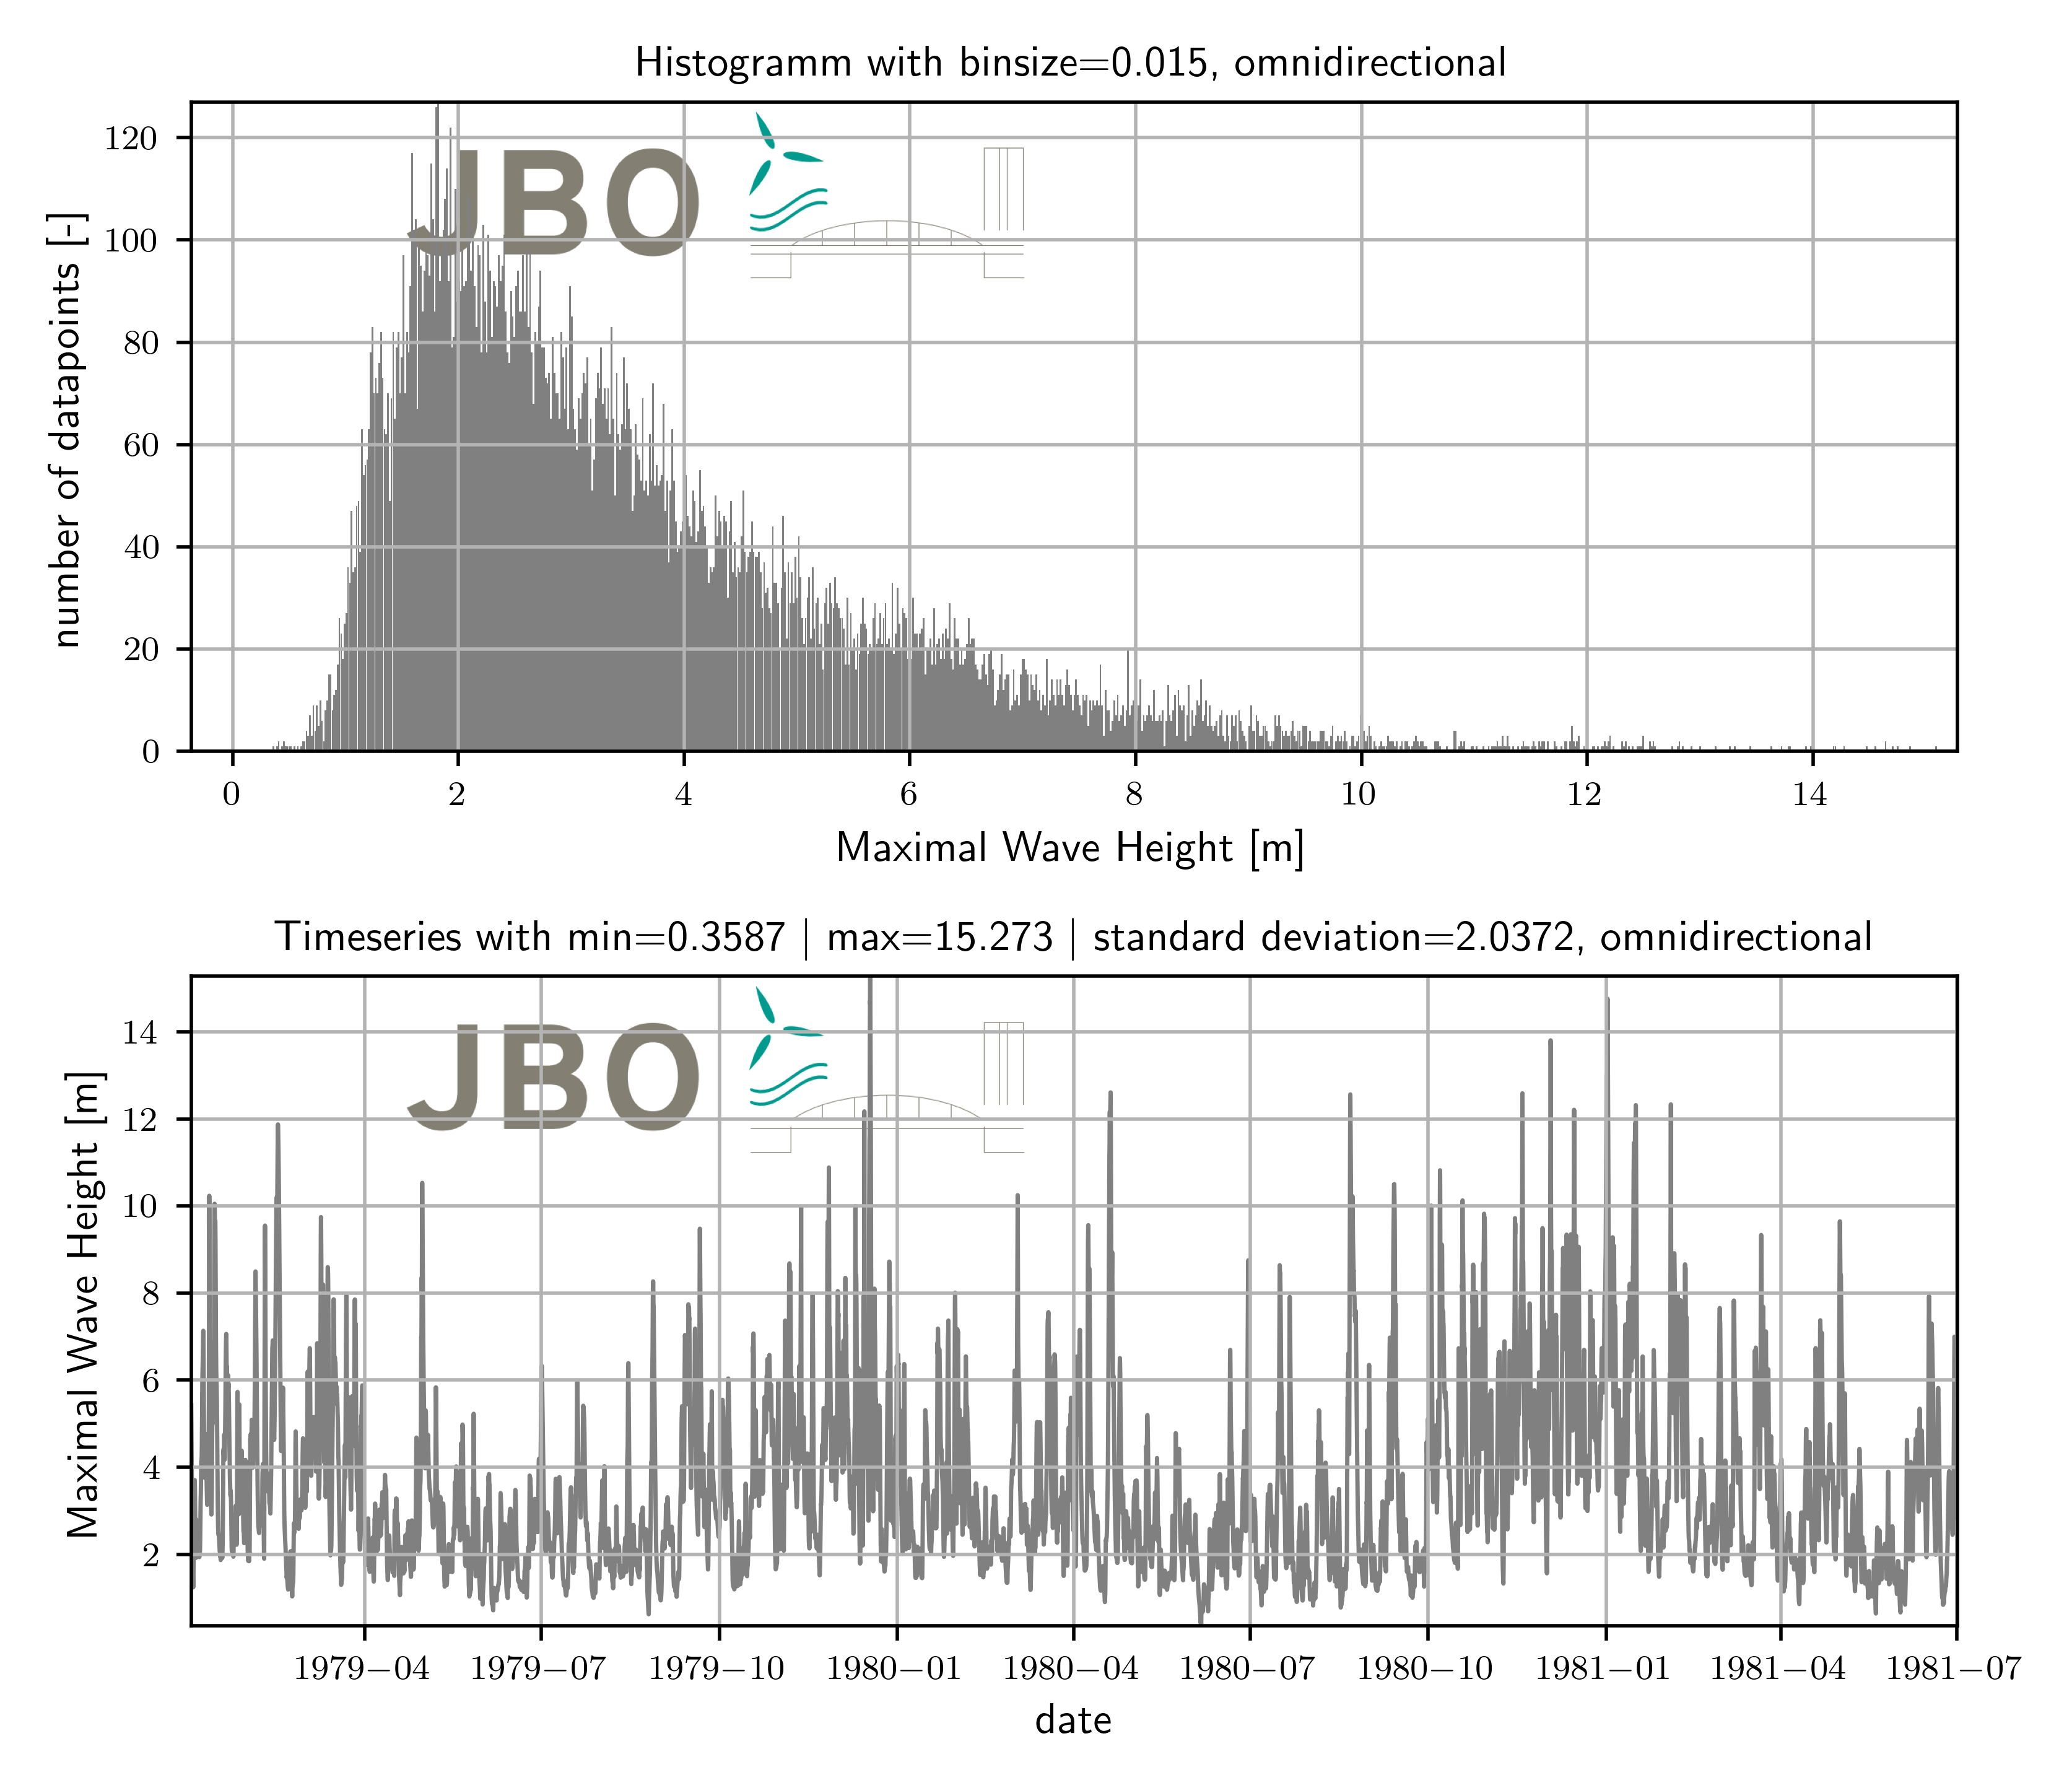 Histogramm with binsize=0.015, omnidirectional
JBO
number of datapoints [-]
120
100
80
60
40
20
0
0 2 4 6 8 10 12 14
Maximal Wave Height [m]
Timeseries with min=0.3587 | max=15.273 | standard deviation=2.0372, omnidirectional
JBO
Maximal Wave Height [m]
14
12
10
8
6
4
2
1979−04 1979−07 1979−10 1980−01 1980−04 1980−07 1980−10 1981−01 1981−04 1981−07
date